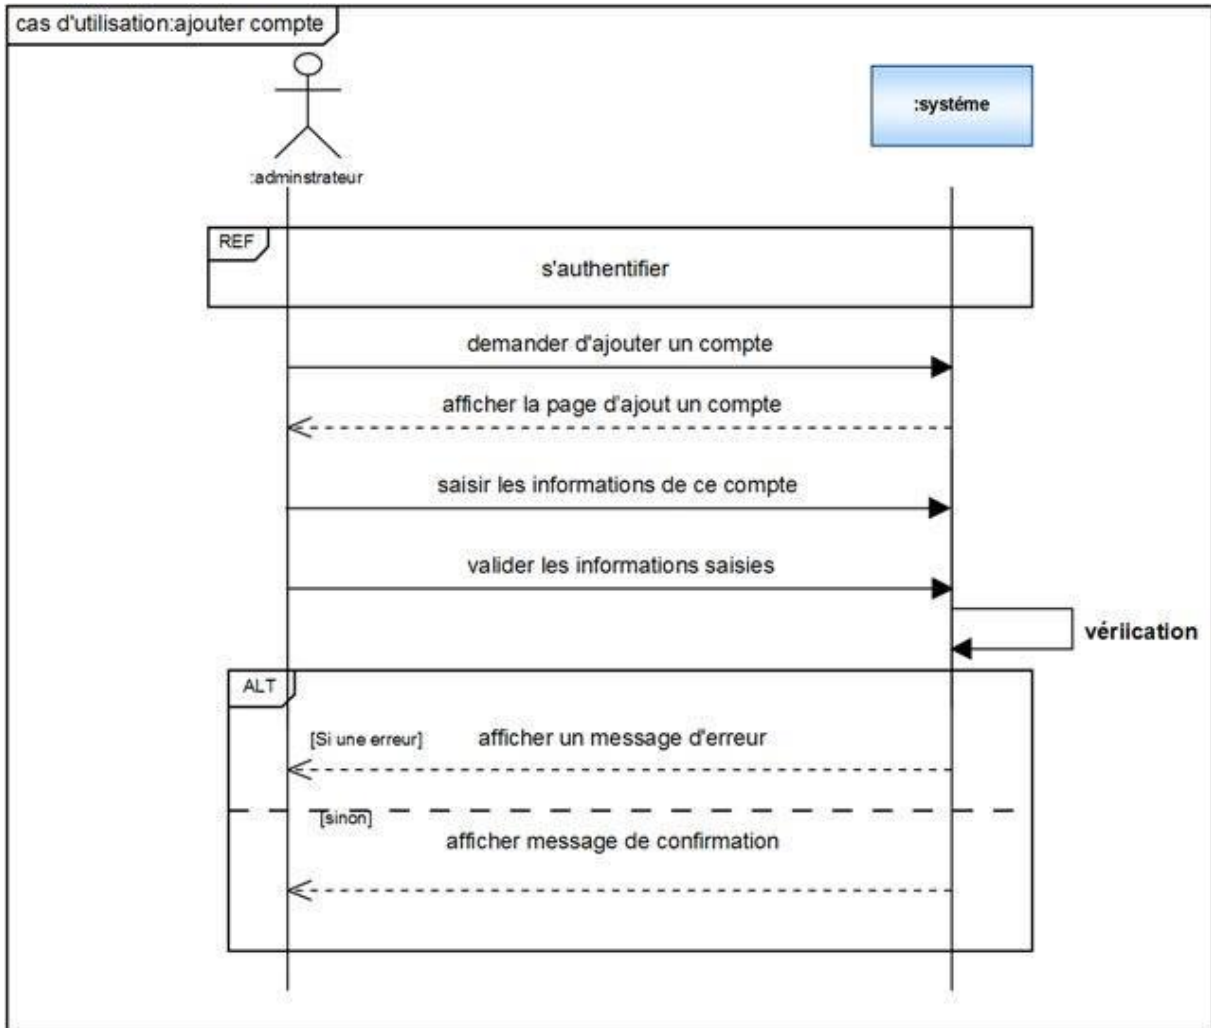 cas d'utilisation:ajouter compte
:systéme
:adminstrateur
REF
s'authentifier
demander d'ajouter un compte
afficher la page d'ajout un compte
saisir les informations de ce compte
valider les informations saisies
vériication
ALT
[Si une erreur] afficher un message d'erreur
[sinon]
afficher message de confirmation